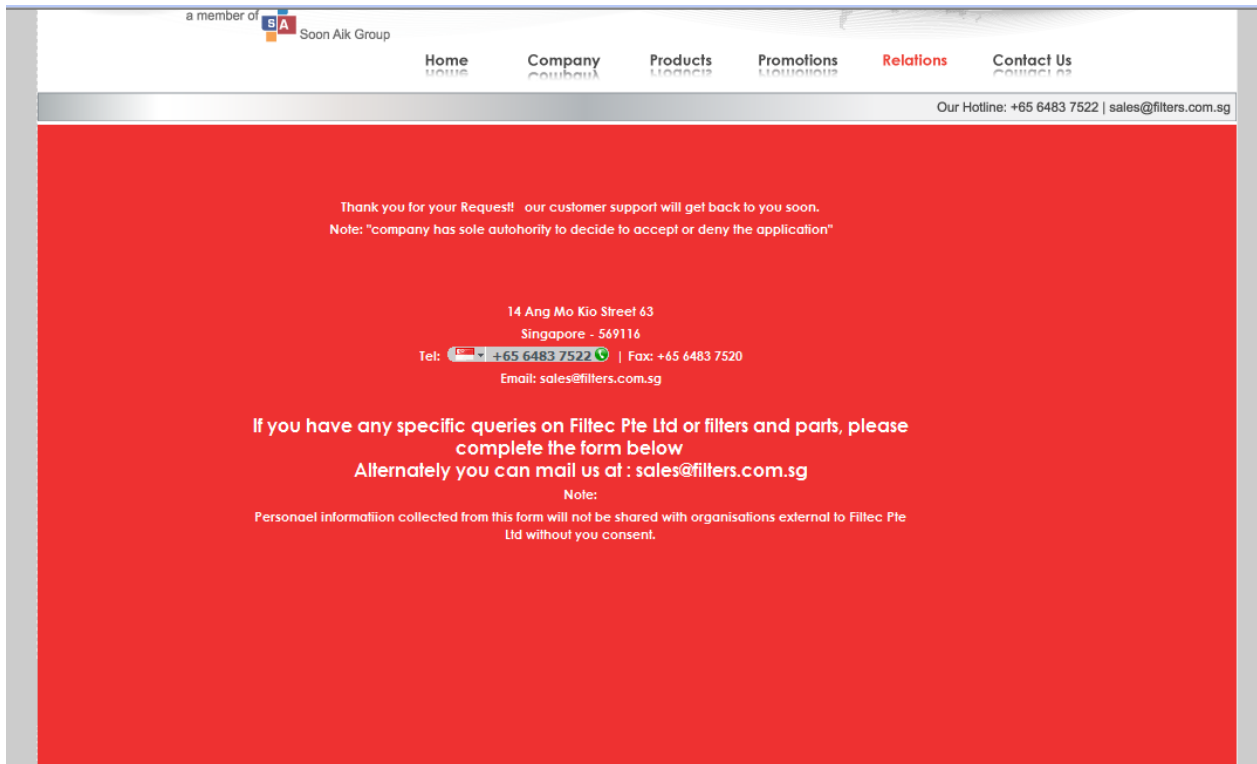 a member of SA Soon Aik Group
Home Company Products Promotions Relations Contact Us
Our Hotline: +65 6483 7522 | sales@filters.com.sg
Thank you for your Request! our customer support will get back to you soon.
Note: "company has sole autohority to decide to accept or deny the application"
14 Ang Mo Kio Street 63
Singapore - 569116
Tel: +65 6483 7522 | Fax: +65 6483 7520
Email: sales@filters.com.sg
If you have any specific queries on Filtec Pte Ltd or filters and parts, please
complete the form below
Alternately you can mail us at : sales@filters.com.sg
Note:
Personael informatiion collected from this form will not be shared with organisations external to Filtec Pte
Ltd without you consent.